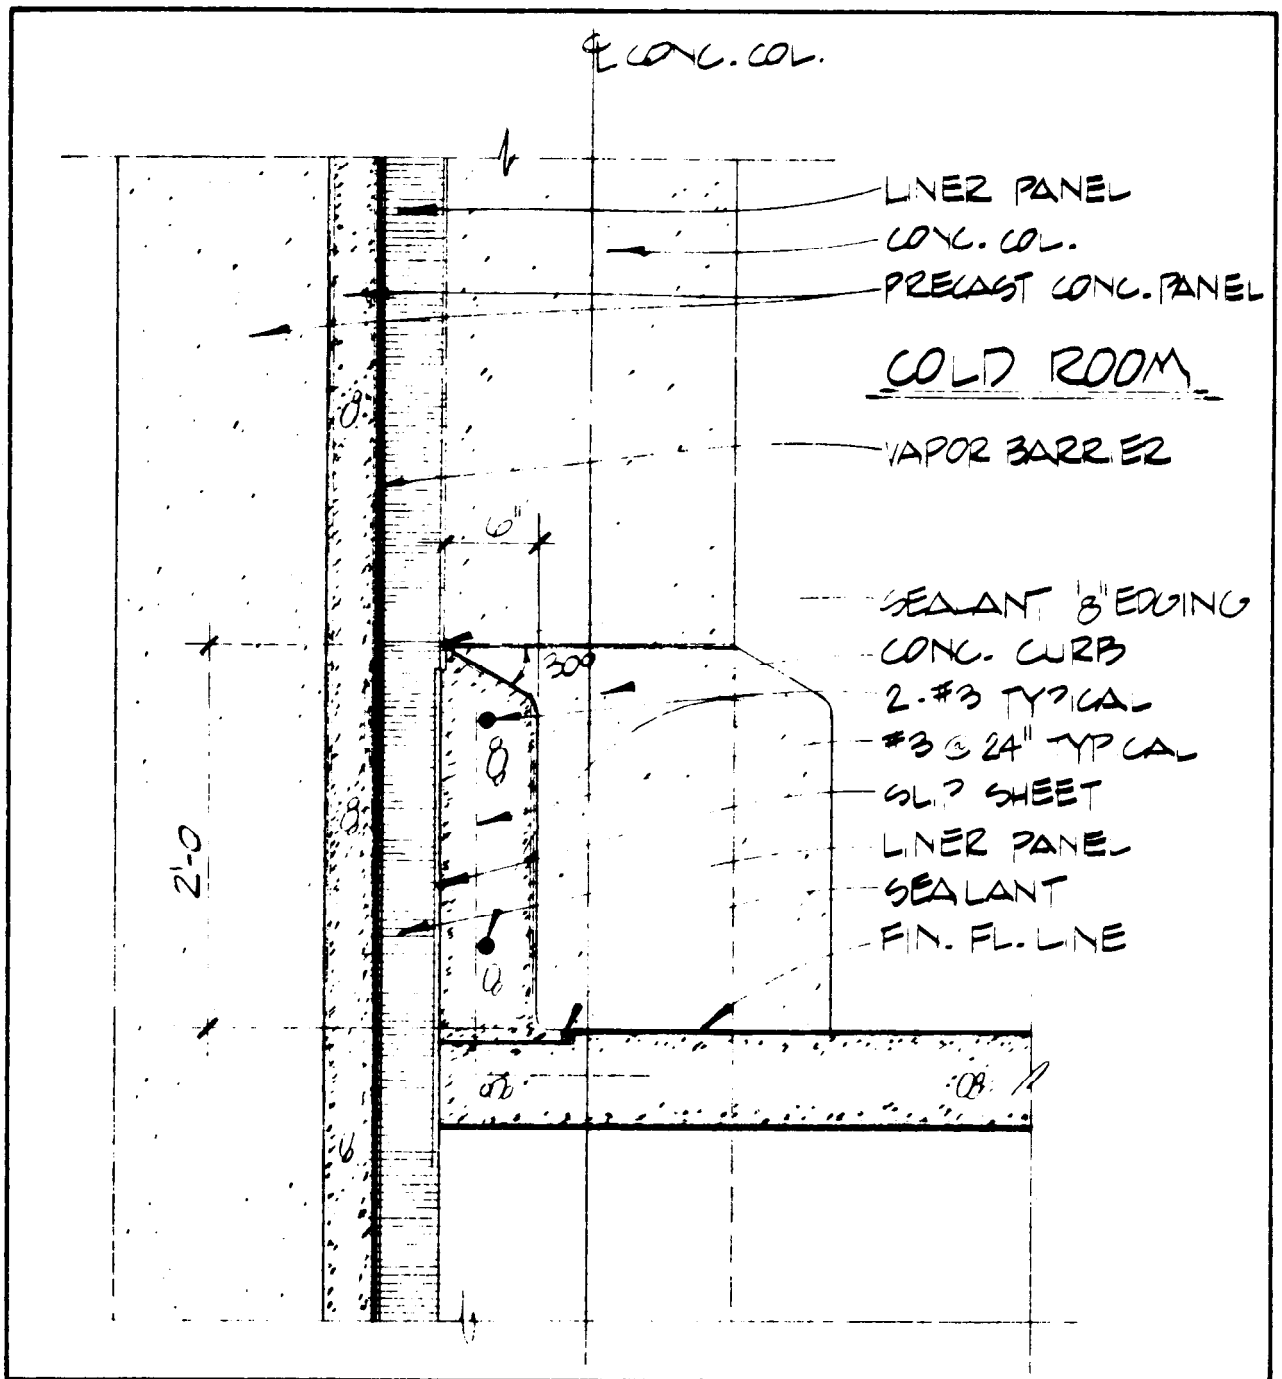 ℄ CONC. COL.
LINER PANEL
CONC. COL.
PRECAST CONC. PANEL
COLD ROOM
VAPOR BARRIER
6"
SEALANT EDGING
CONC. CURB
30°
2-#3 TYPICAL
#3 @ 24" TYPICAL
SLIP SHEET
LINER PANEL
2'-0
SEALANT
FIN. FL. LINE